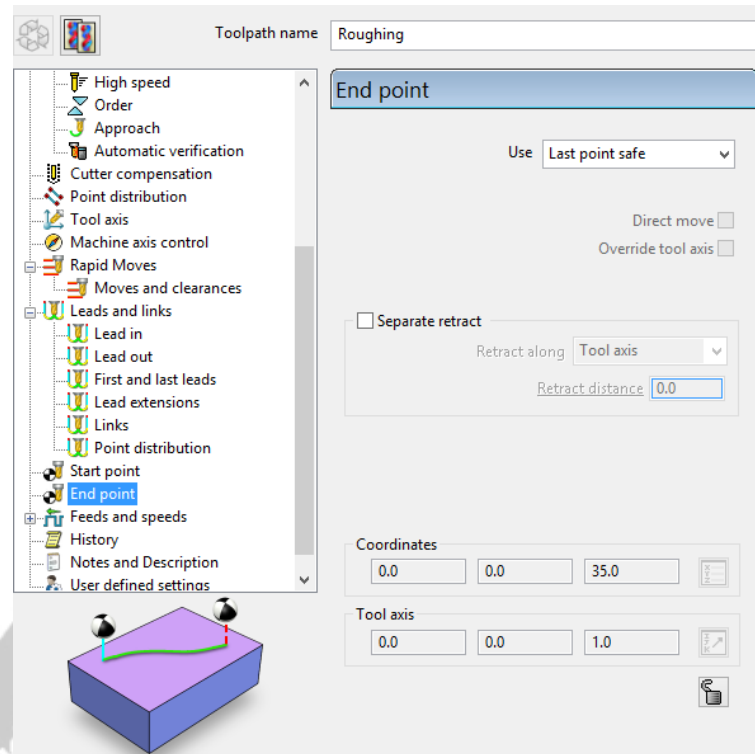 Toolpath name
Roughing
High speed
Order
Approach
Automatic verification
Cutter compensation
Point distribution
Tool axis
Machine axis control
Rapid Moves
Moves and clearances
Leads and links
Lead in
Lead out
First and last leads
Lead extensions
Links
Point distribution
Start point
End point
Feeds and speeds
History
Notes and Description
User defined settings
End point
Use Last point safe
Direct move
Override tool axis
Separate retract
Retract along Tool axis
Retract distance 0.0
Coordinates
0.0 0.0 35.0
Tool axis
0.0 0.0 1.0